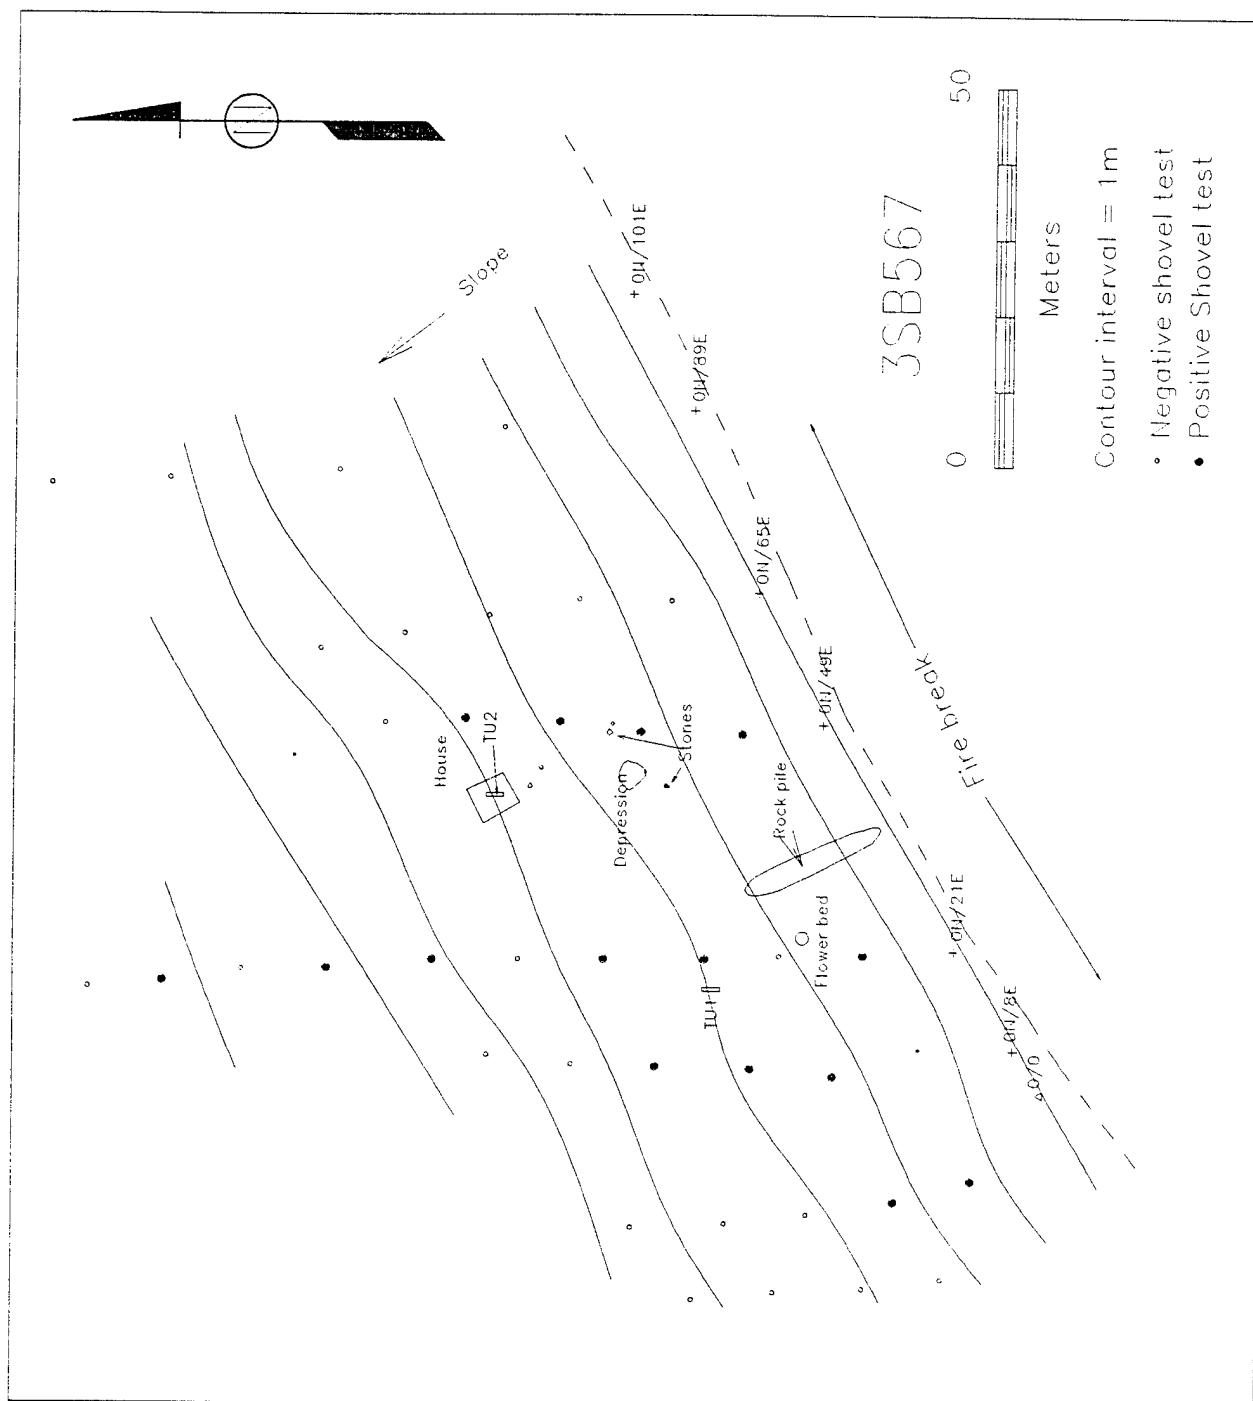 N
Slope
+ 0N/101E
+ 0N/89E
+ 0N/65E
+ 0N/49E
+ 0N/21E
+ 0N/8E
0/0
Fire break
House
TU2
Stones
Depression
Rock pile
Flower bed
TU1
3SB567
0 50
Meters
Contour interval = 1m
Negative shovel test
Positive Shovel test